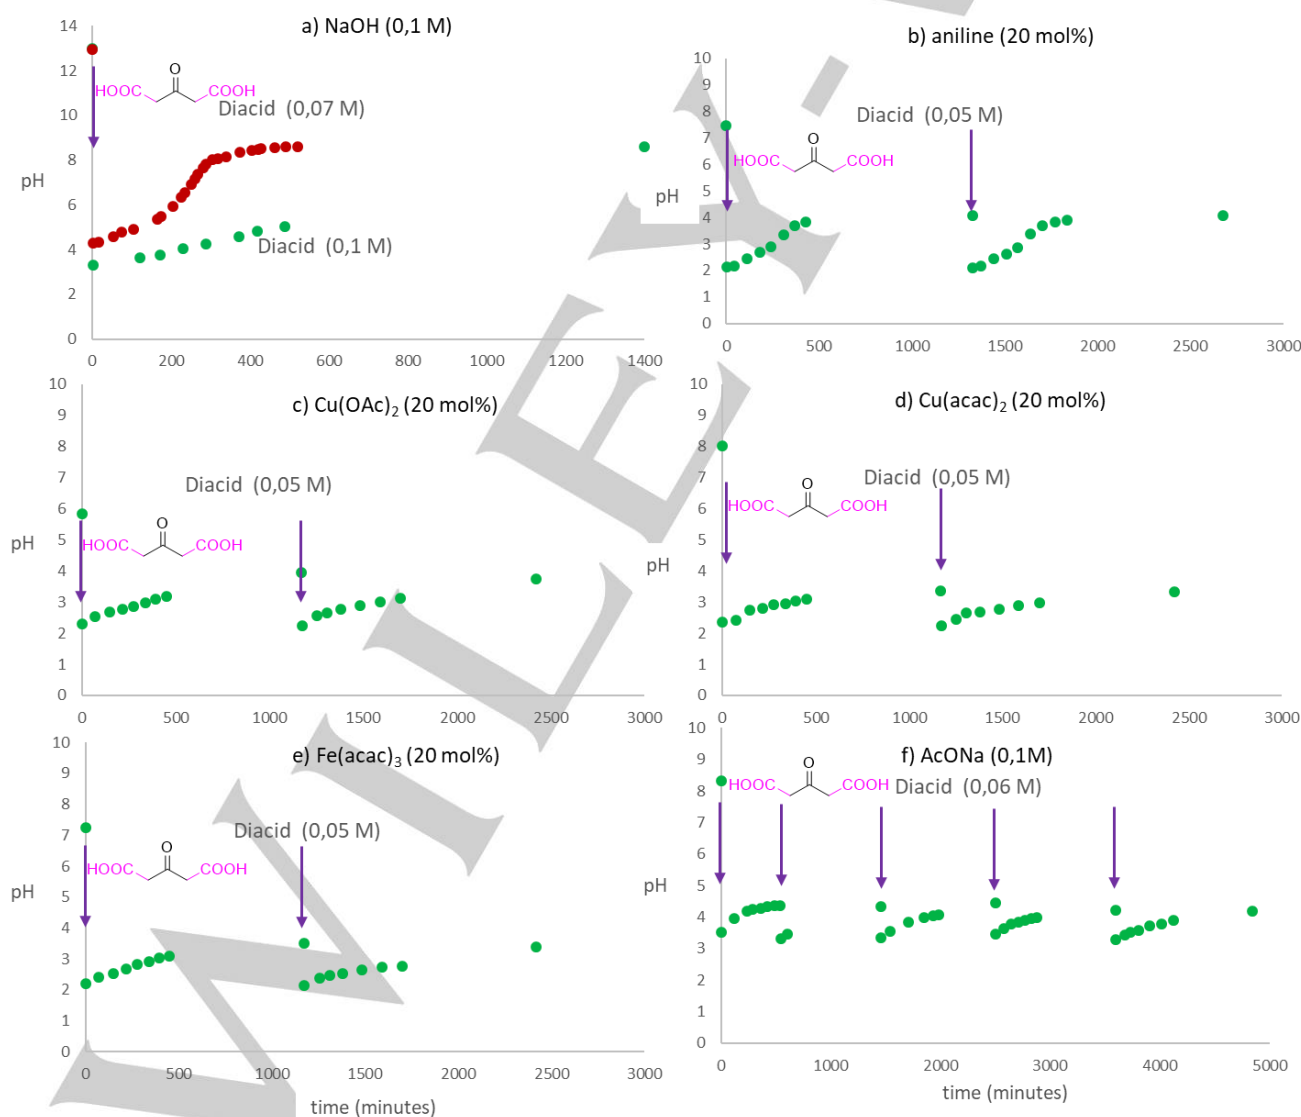 a) NaOH (0,1 M)
14
12
10
8
6
4
2
0
pH
HOOC
O
COOH
Diacid (0,07 M)
Diacid (0,1 M)
0
200
400
600
800
1000
1200
1400
b) aniline (20 mol%)
10
9
8
7
6
5
4
3
2
1
0
pH
HOOC
O
COOH
Diacid (0,05 M)
0
500
1000
1500
2000
2500
3000
c) Cu(OAc)2 (20 mol%)
10
9
8
7
6
5
4
3
2
1
0
pH
HOOC
O
COOH
Diacid (0,05 M)
0
500
1000
1500
2000
2500
3000
d) Cu(acac)2 (20 mol%)
10
9
8
7
6
5
4
3
2
1
0
pH
HOOC
O
COOH
Diacid (0,05 M)
0
500
1000
1500
2000
2500
3000
e) Fe(acac)3 (20 mol%)
10
9
8
7
6
5
4
3
2
1
0
pH
HOOC
O
COOH
Diacid (0,05 M)
0
500
1000
1500
2000
2500
3000
time (minutes)
f) AcONa (0,1M)
10
9
8
7
6
5
4
3
2
1
0
pH
HOOC
O
COOH
Diacid (0,06 M)
0
1000
2000
3000
4000
5000
time (minutes)
WILEY-